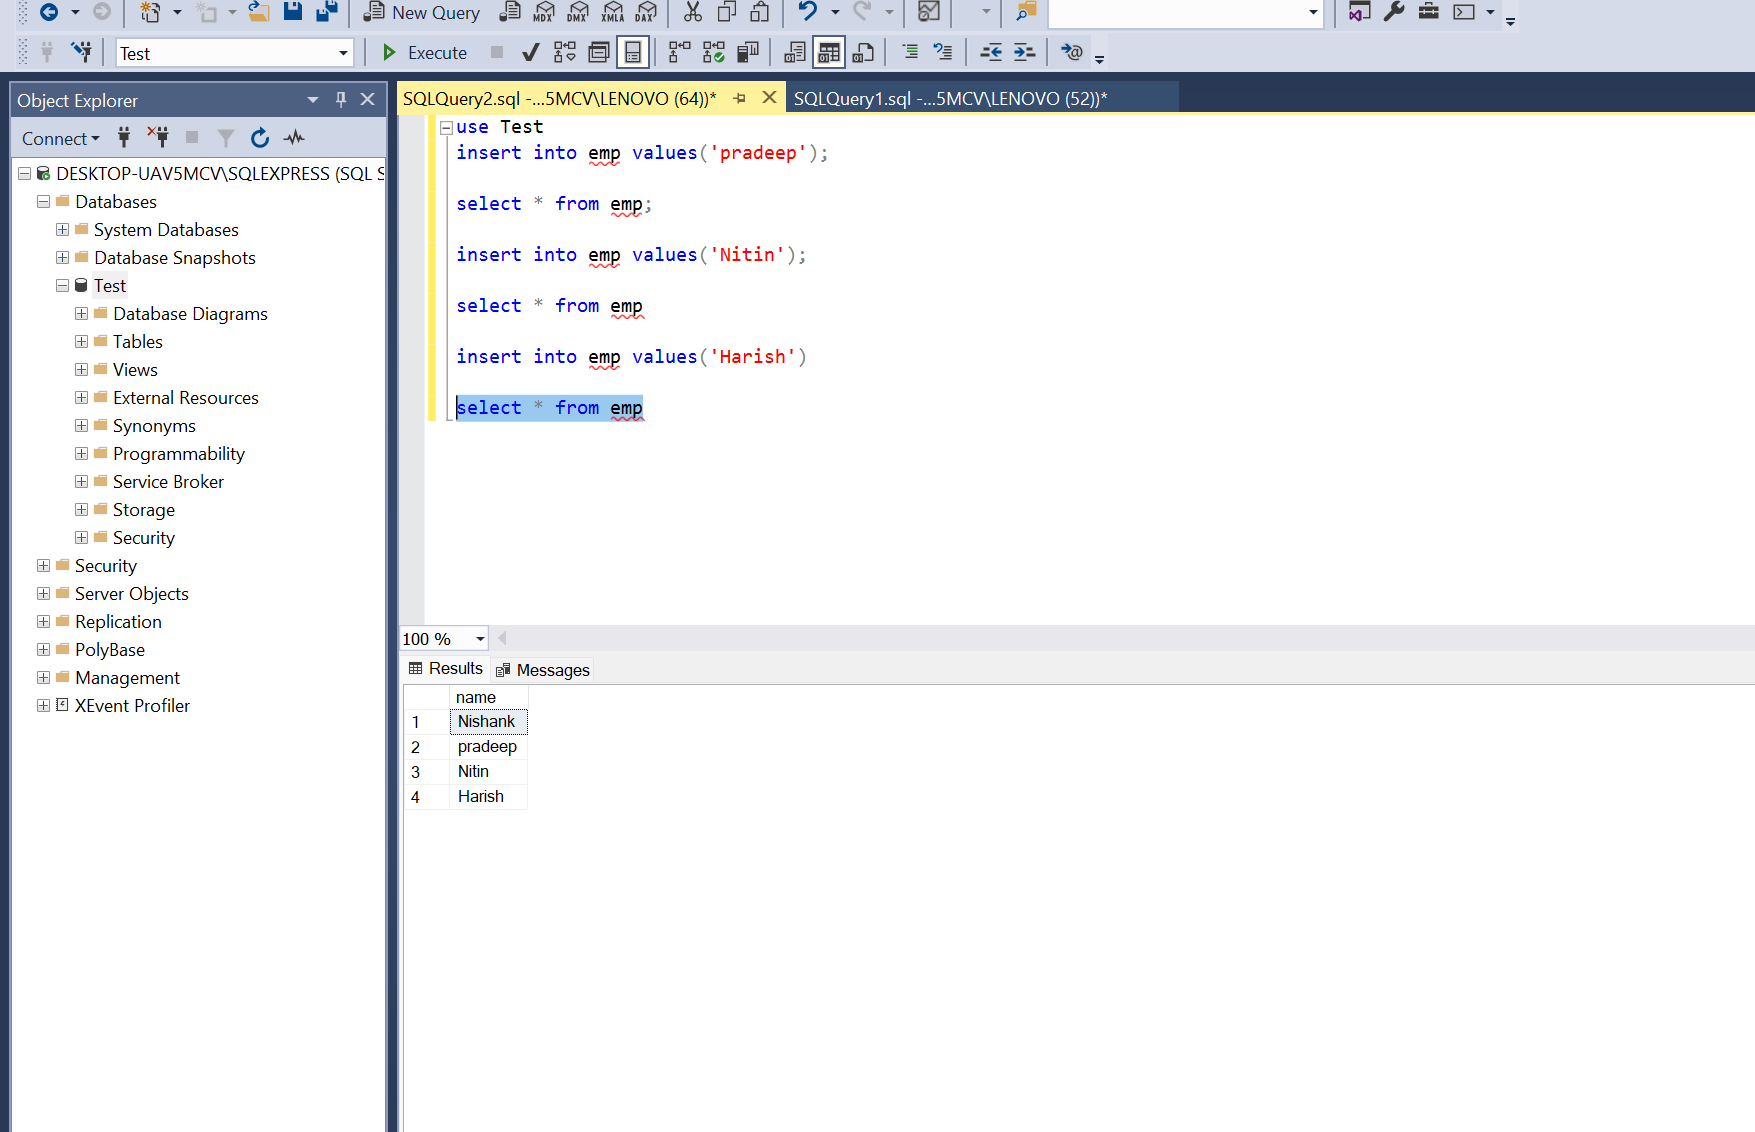 New Query
MDX DMX XMLA DAX
Test
Execute
Object Explorer
Connect
DESKTOP-UAV5MCV\SQLEXPRESS (SQL S
Databases
System Databases
Database Snapshots
Test
Database Diagrams
Tables
Views
External Resources
Synonyms
Programmability
Service Broker
Storage
Security
Security
Server Objects
Replication
PolyBase
Management
XEvent Profiler
SQLQuery2.sql -...5MCV\LENOVO (64))*
SQLQuery1.sql -...5MCV\LENOVO (52))*
use Test
insert into emp values('pradeep');
select * from emp;
insert into emp values('Nitin');
select * from emp
insert into emp values('Harish')
select * from emp
100 %
Results
Messages
name
1 Nishank
2 pradeep
3 Nitin
4 Harish